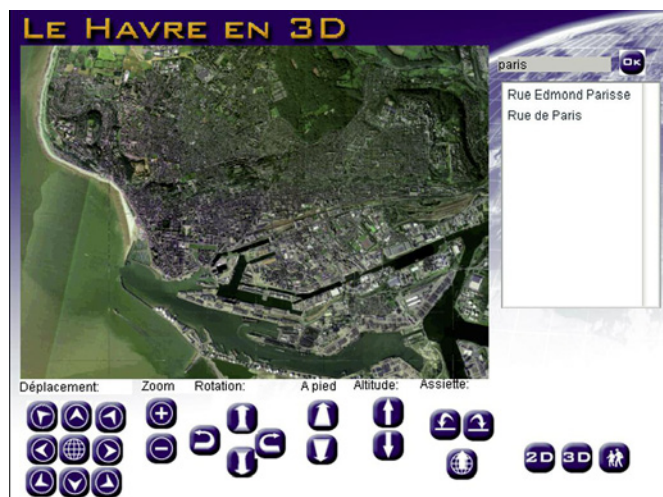 LE HAVRE EN 3D
paris
OK
Rue Edmond Parisse
Rue de Paris
Déplacement: Zoom Rotation: A pied Altitude: Assiette:
2D 3D